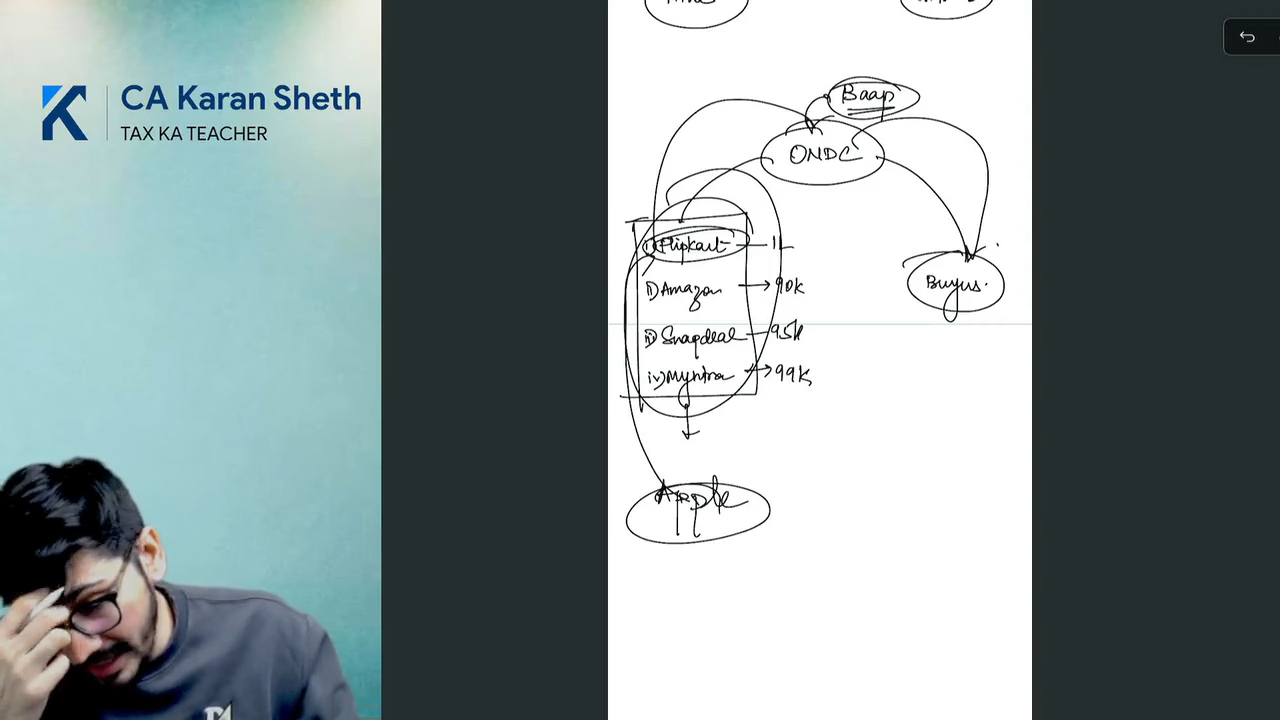 CA Karan Sheth
TAX KA TEACHER
Baap
ONDC
i) Flipkart — 1L
ii) Amazon → 90K
iii) Snapdeal — 95K
iv) Myntra → 99K
Buyers.
Apple